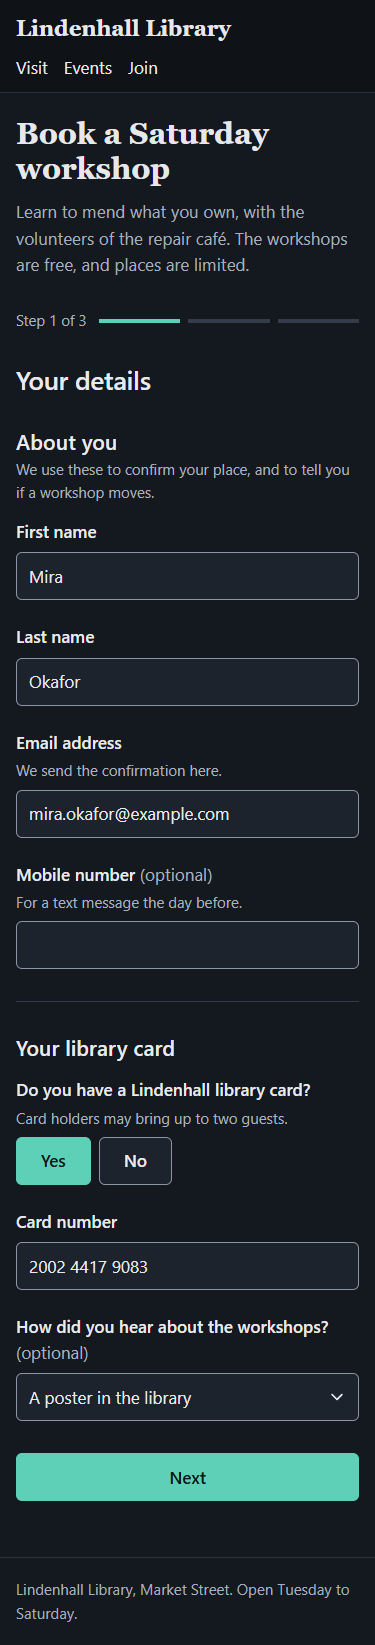 Lindenhall Library
Visit Events Join
Book a Saturday
workshop
Learn to mend what you own, with the
volunteers of the repair café. The workshops
are free, and places are limited.
Step 1 of 3
Your details
About you
We use these to confirm your place, and to tell you
if a workshop moves.
First name
Mira
Last name
Okafor
Email address
We send the confirmation here.
mira.okafor@example.com
Mobile number (optional)
For a text message the day before.
Your library card
Do you have a Lindenhall library card?
Card holders may bring up to two guests.
Yes No
Card number
2002 4417 9083
How did you hear about the workshops?
(optional)
A poster in the library
Next
Lindenhall Library, Market Street. Open Tuesday to
Saturday.